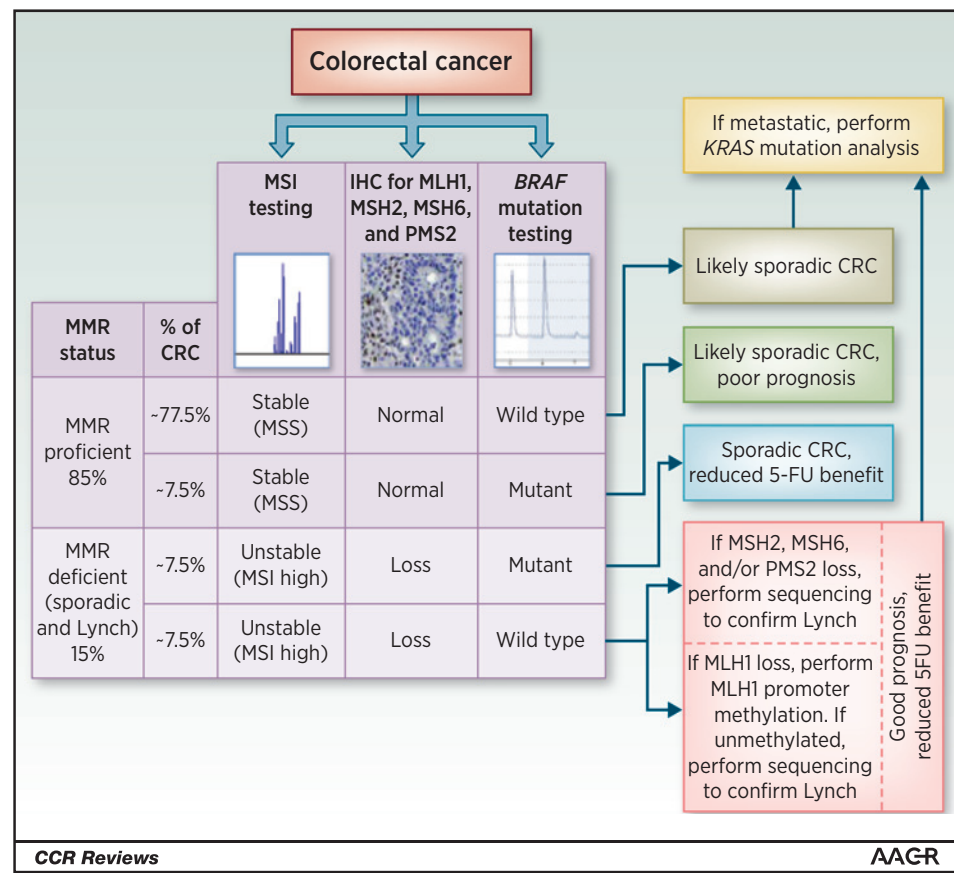 Colorectal cancer
MSI
testing
IHC for MLH1,
MSH2, MSH6,
and PMS2
BRAF
mutation
testing
MMR
status
% of
CRC
MMR
proficient
85%
~77.5%
Stable
(MSS)
Normal
Wild type
~7.5%
Stable
(MSS)
Normal
Mutant
MMR
deficient
(sporadic
and Lynch)
15%
~7.5%
Unstable
(MSI high)
Loss
Mutant
~7.5%
Unstable
(MSI high)
Loss
Wild type
If metastatic, perform
KRAS mutation analysis
Likely sporadic CRC
Likely sporadic CRC,
poor prognosis
Sporadic CRC,
reduced 5-FU benefit
If MSH2, MSH6,
and/or PMS2 loss,
perform sequencing
to confirm Lynch
If MLH1 loss, perform
MLH1 promoter
methylation. If
unmethylated,
perform sequencing
to confirm Lynch
Good prognosis,
reduced 5FU benefit
CCR Reviews
AACR